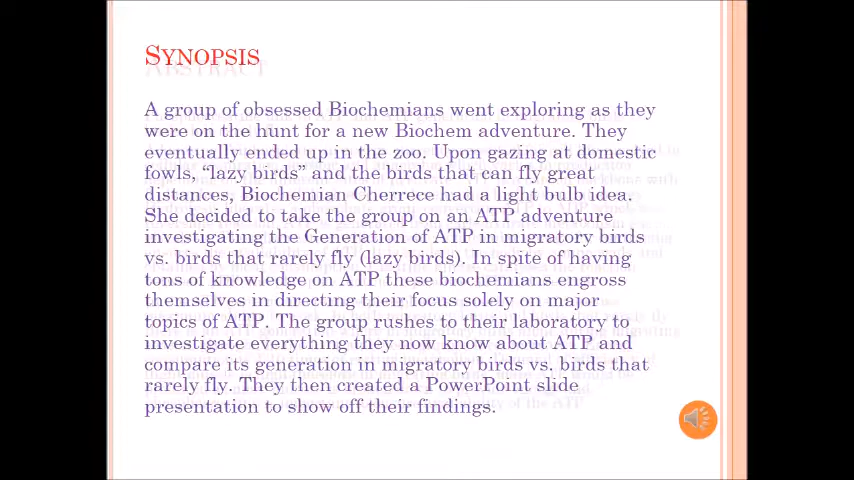 SYNOPSIS
A group of obsessed Biochemians went exploring as they
were on the hunt for a new Biochem adventure. They
eventually ended up in the zoo. Upon gazing at domestic
fowls, “lazy birds” and the birds that can fly great
distances, Biochemian Cherrece had a light bulb idea.
She decided to take the group on an ATP adventure
investigating the Generation of ATP in migratory birds
vs. birds that rarely fly (lazy birds). In spite of having
tons of knowledge on ATP these biochemians engross
themselves in directing their focus solely on major
topics of ATP. The group rushes to their laboratory to
investigate everything they now know about ATP and
compare its generation in migratory birds vs. birds that
rarely fly. They then created a PowerPoint slide
presentation to show off their findings.